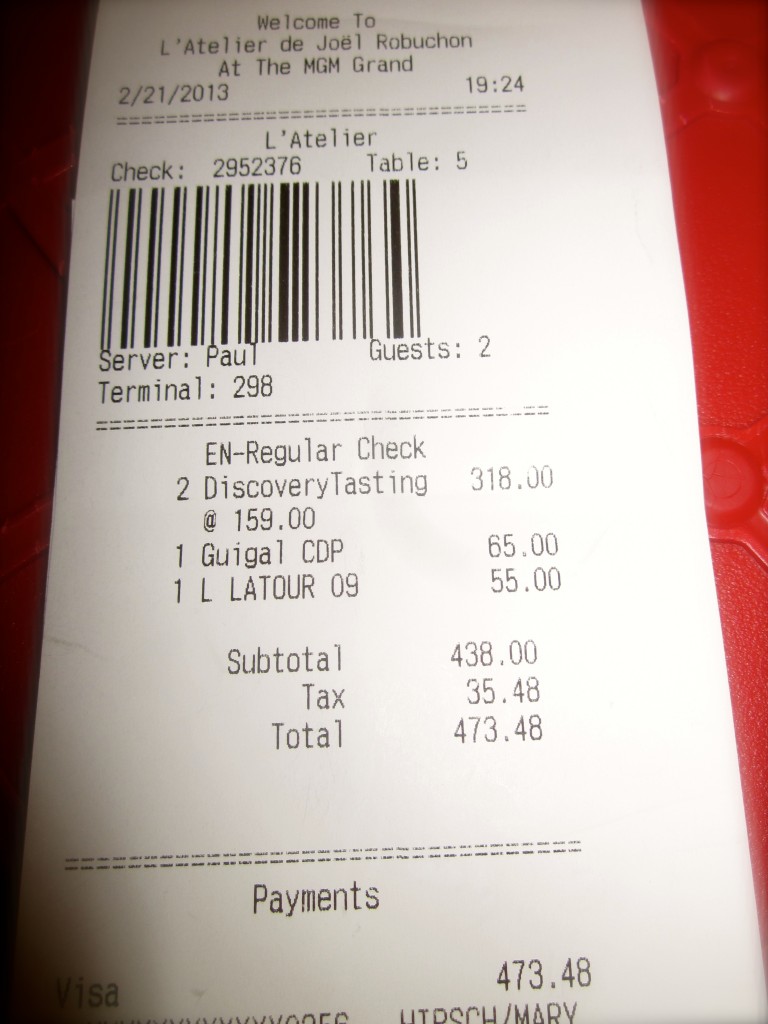 Welcome To
L'Atelier de Joël Robuchon
At The MGM Grand
2/21/2013 19:24
L'Atelier
Check: 2952376 Table: 5
Server: Paul Guests: 2
Terminal: 298
EN-Regular Check
2 DiscoveryTasting 318.00
@ 159.00
1 Guigal CDP 65.00
1 L LATOUR 09 55.00
Subtotal 438.00
Tax 35.48
Total 473.48
Payments
Visa 473.48
HIRSCH/MARY